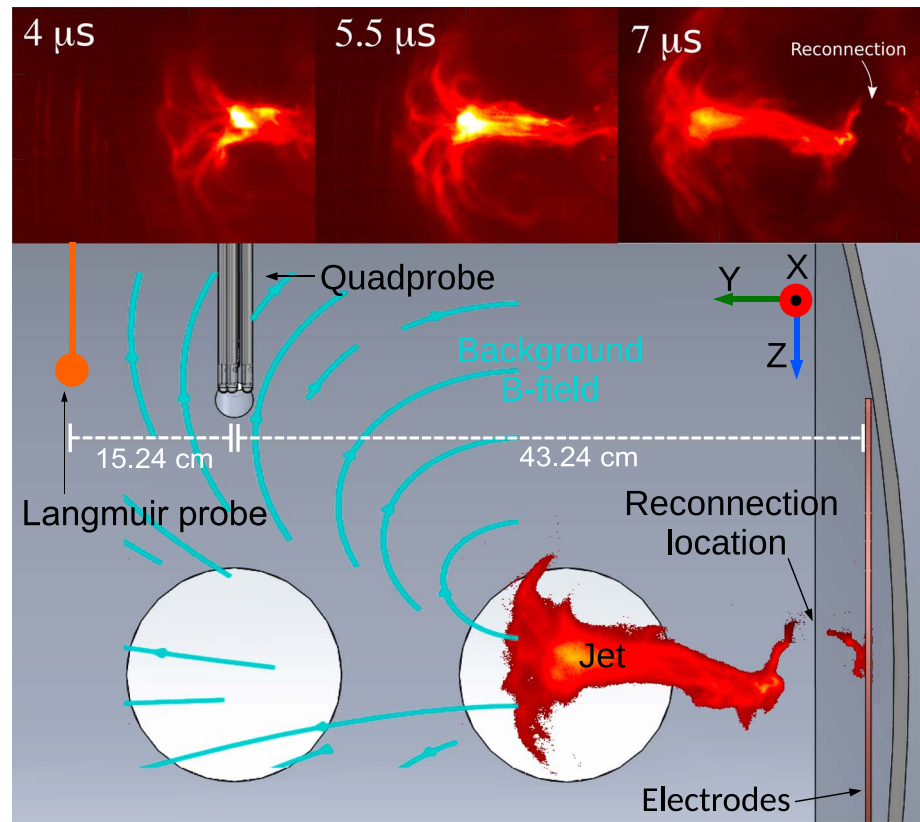 4 μs
5.5 μs
7 μs
Reconnection
Quadprobe
Y
X
Z
Background
B-field
15.24 cm
43.24 cm
Langmuir probe
Reconnection
location
Jet
Electrodes